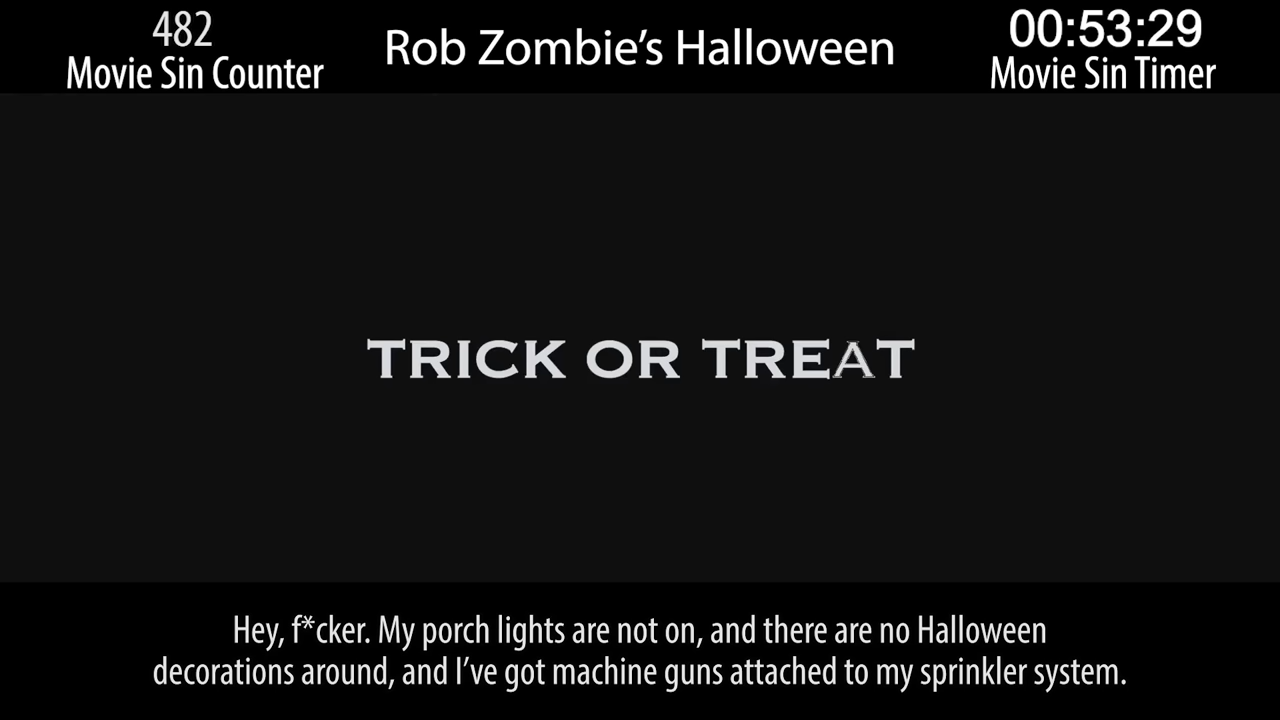 482
Movie Sin Counter
Rob Zombie's Halloween
00:53:29
Movie Sin Timer
TRICK OR TREAT
Hey, f*cker. My porch lights are not on, and there are no Halloween
decorations around, and I've got machine guns attached to my sprinkler system.